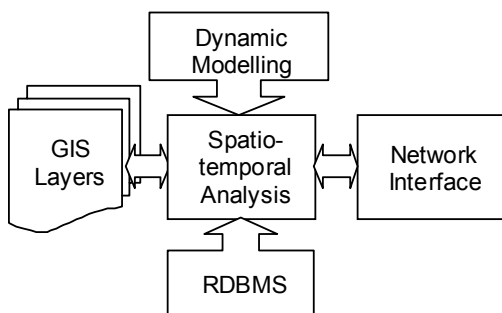 Dynamic
Modelling
GIS
Layers
Spatio-
temporal
Analysis
Network
Interface
RDBMS